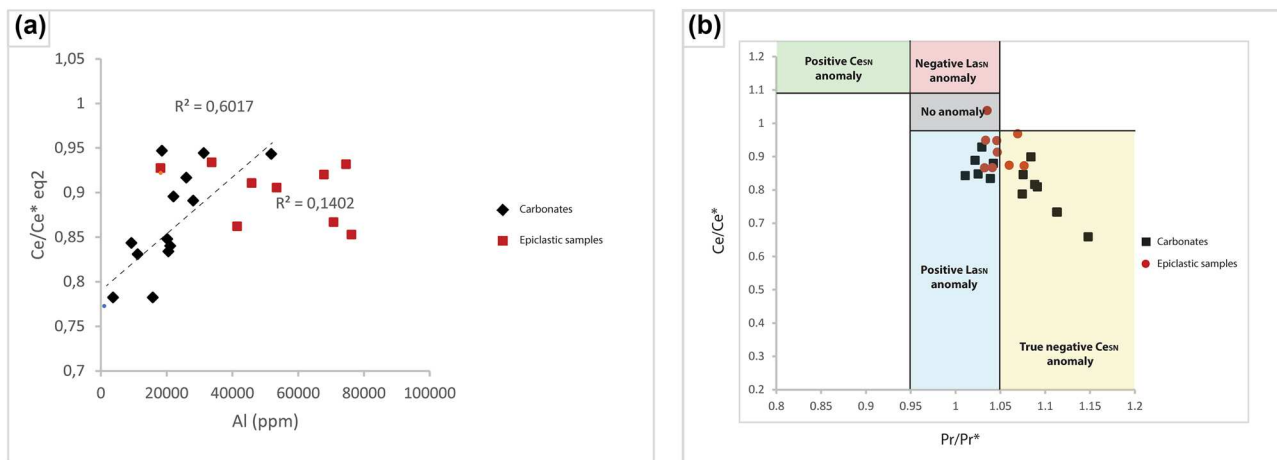 (a)
1,05
1
0,95
0,9
0,85
0,8
0,75
0,7
Ce/Ce* eq2
R² = 0,6017
R² = 0,1402
0
20000
40000
60000
80000
100000
Al (ppm)
Carbonates
Epiclastic samples
(b)
1.2
1.1
1
0.9
0.8
0.7
0.6
0.5
0.4
0.3
0.2
Ce/Ce*
Positive CeSN
anomaly
Negative LaSN
anomaly
No anomaly
Positive LaSN
anomaly
True negative CeSN
anomaly
0.8
0.85
0.9
0.95
1
1.05
1.1
1.15
1.2
Pr/Pr*
Carbonates
Epiclastic samples